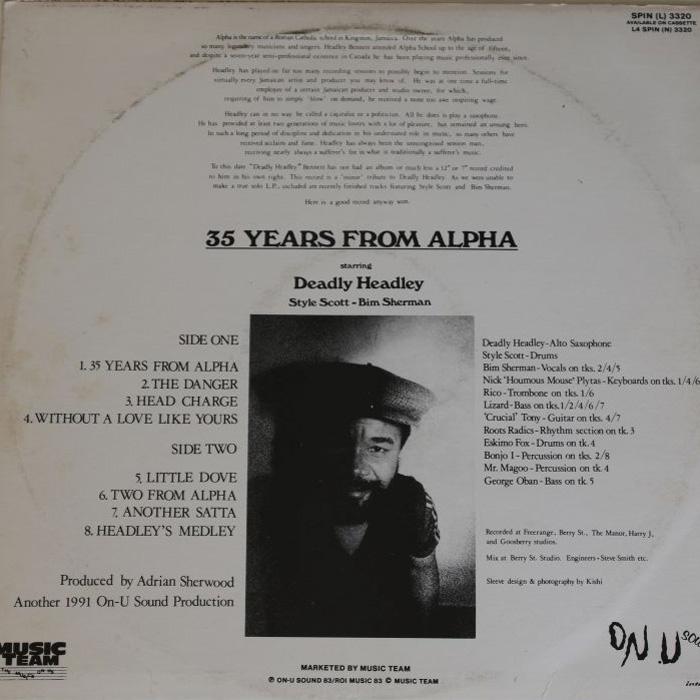 SPIN (L) 3320
AVAILABLE ON CASSETTE
L4 SPIN (N) 3320
Alpha is the name of a Roman Catholic school in Kingston, Jamaica. Over the years Alpha has produced
so many legendary musicians and singers. Headley Bennett attended Alpha School up to the age of fifteen,
and despite a seven-year semi-professional existence in Canada he has been playing music professionally ever since.
Headley has played on far too many recording sessions to possibly begin to mention. Sessions for
virtually every Jamaican artist and producer you may know of. He was at one time a full-time
employee of a certain Jamaican producer and studio owner, for which,
requiring of him to simply 'blow' on demand, he received a none too awe inspiring wage.
Headley can in no way be called a capitalist or a politician. All he does is play a saxophone.
He has provided at least two generations of music lovers with a lot of pleasure, but remained an unsung hero.
In such a long period of discipline and dedication to his understated role in music, so many others have
received acclaim and fame. Headley has always been the unrecognised session man,
receiving nearly always a sufferer's fee in what is traditionally a sufferer's music.
To this date "Deadly Headley" Bennett has not had an album or much less a 12" or 7" record credited
to him in his own right. This record is a 'minor' tribute to Deadly Headley. As we were unable to
make a true solo L.P., included are recently finished tracks featuring Style Scott and Bim Sherman.
Here is a good record anyway son.
35 YEARS FROM ALPHA
starring
Deadly Headley
Style Scott - Bim Sherman
SIDE ONE
1. 35 YEARS FROM ALPHA
2. THE DANGER
3. HEAD CHARGE
4. WITHOUT A LOVE LIKE YOURS
SIDE TWO
5. LITTLE DOVE
6. TWO FROM ALPHA
7. ANOTHER SATTA
8. HEADLEY'S MEDLEY
Produced by Adrian Sherwood
Another 1991 On-U Sound Production
Deadly Headley - Alto Saxophone
Style Scott - Drums
Bim Sherman - Vocals on tks. 2/4/5
Nick 'Houmous Mouse' Plytas - Keyboards on tks. 1/4/6
Rico - Trombone on tks. 1/6
Lizard - Bass on tks.1/2/4/6/7
'Crucial' Tony - Guitar on tks. 4/7
Roots Radics - Rhythm section on tk. 3
Eskimo Fox - Drums on tk. 4
Bonjo I - Percussion on tks. 2/8
Mr. Magoo - Percussion on tk. 4
George Oban - Bass on tk. 5
Recorded at Freerange, Berry St., The Manor, Harry J,
and Gooseberry studios.
Mix at Berry St. Studio. Engineers - Steve Smith etc.
Sleeve design & photography by Kishi
MUSIC
TEAM
ON.U SOU
MARKETED BY MUSIC TEAM
℗ ON-U SOUND 83/ROI MUSIC 83 © MUSIC TEAM